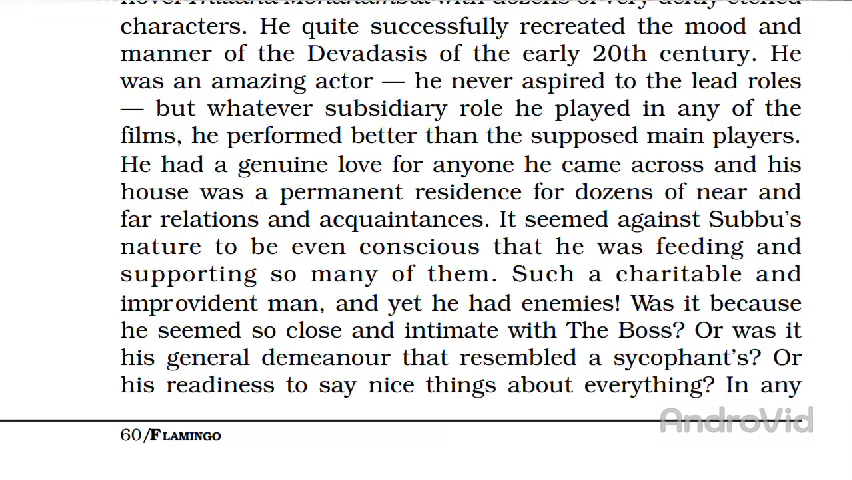 characters. He quite successfully recreated the mood and
manner of the Devadasis of the early 20th century. He
was an amazing actor — he never aspired to the lead roles
— but whatever subsidiary role he played in any of the
films, he performed better than the supposed main players.
He had a genuine love for anyone he came across and his
house was a permanent residence for dozens of near and
far relations and acquaintances. It seemed against Subbu's
nature to be even conscious that he was feeding and
supporting so many of them. Such a charitable and
improvident man, and yet he had enemies! Was it because
he seemed so close and intimate with The Boss? Or was it
his general demeanour that resembled a sycophant's? Or
his readiness to say nice things about everything? In any
AndroVid
60/FLAMINGO